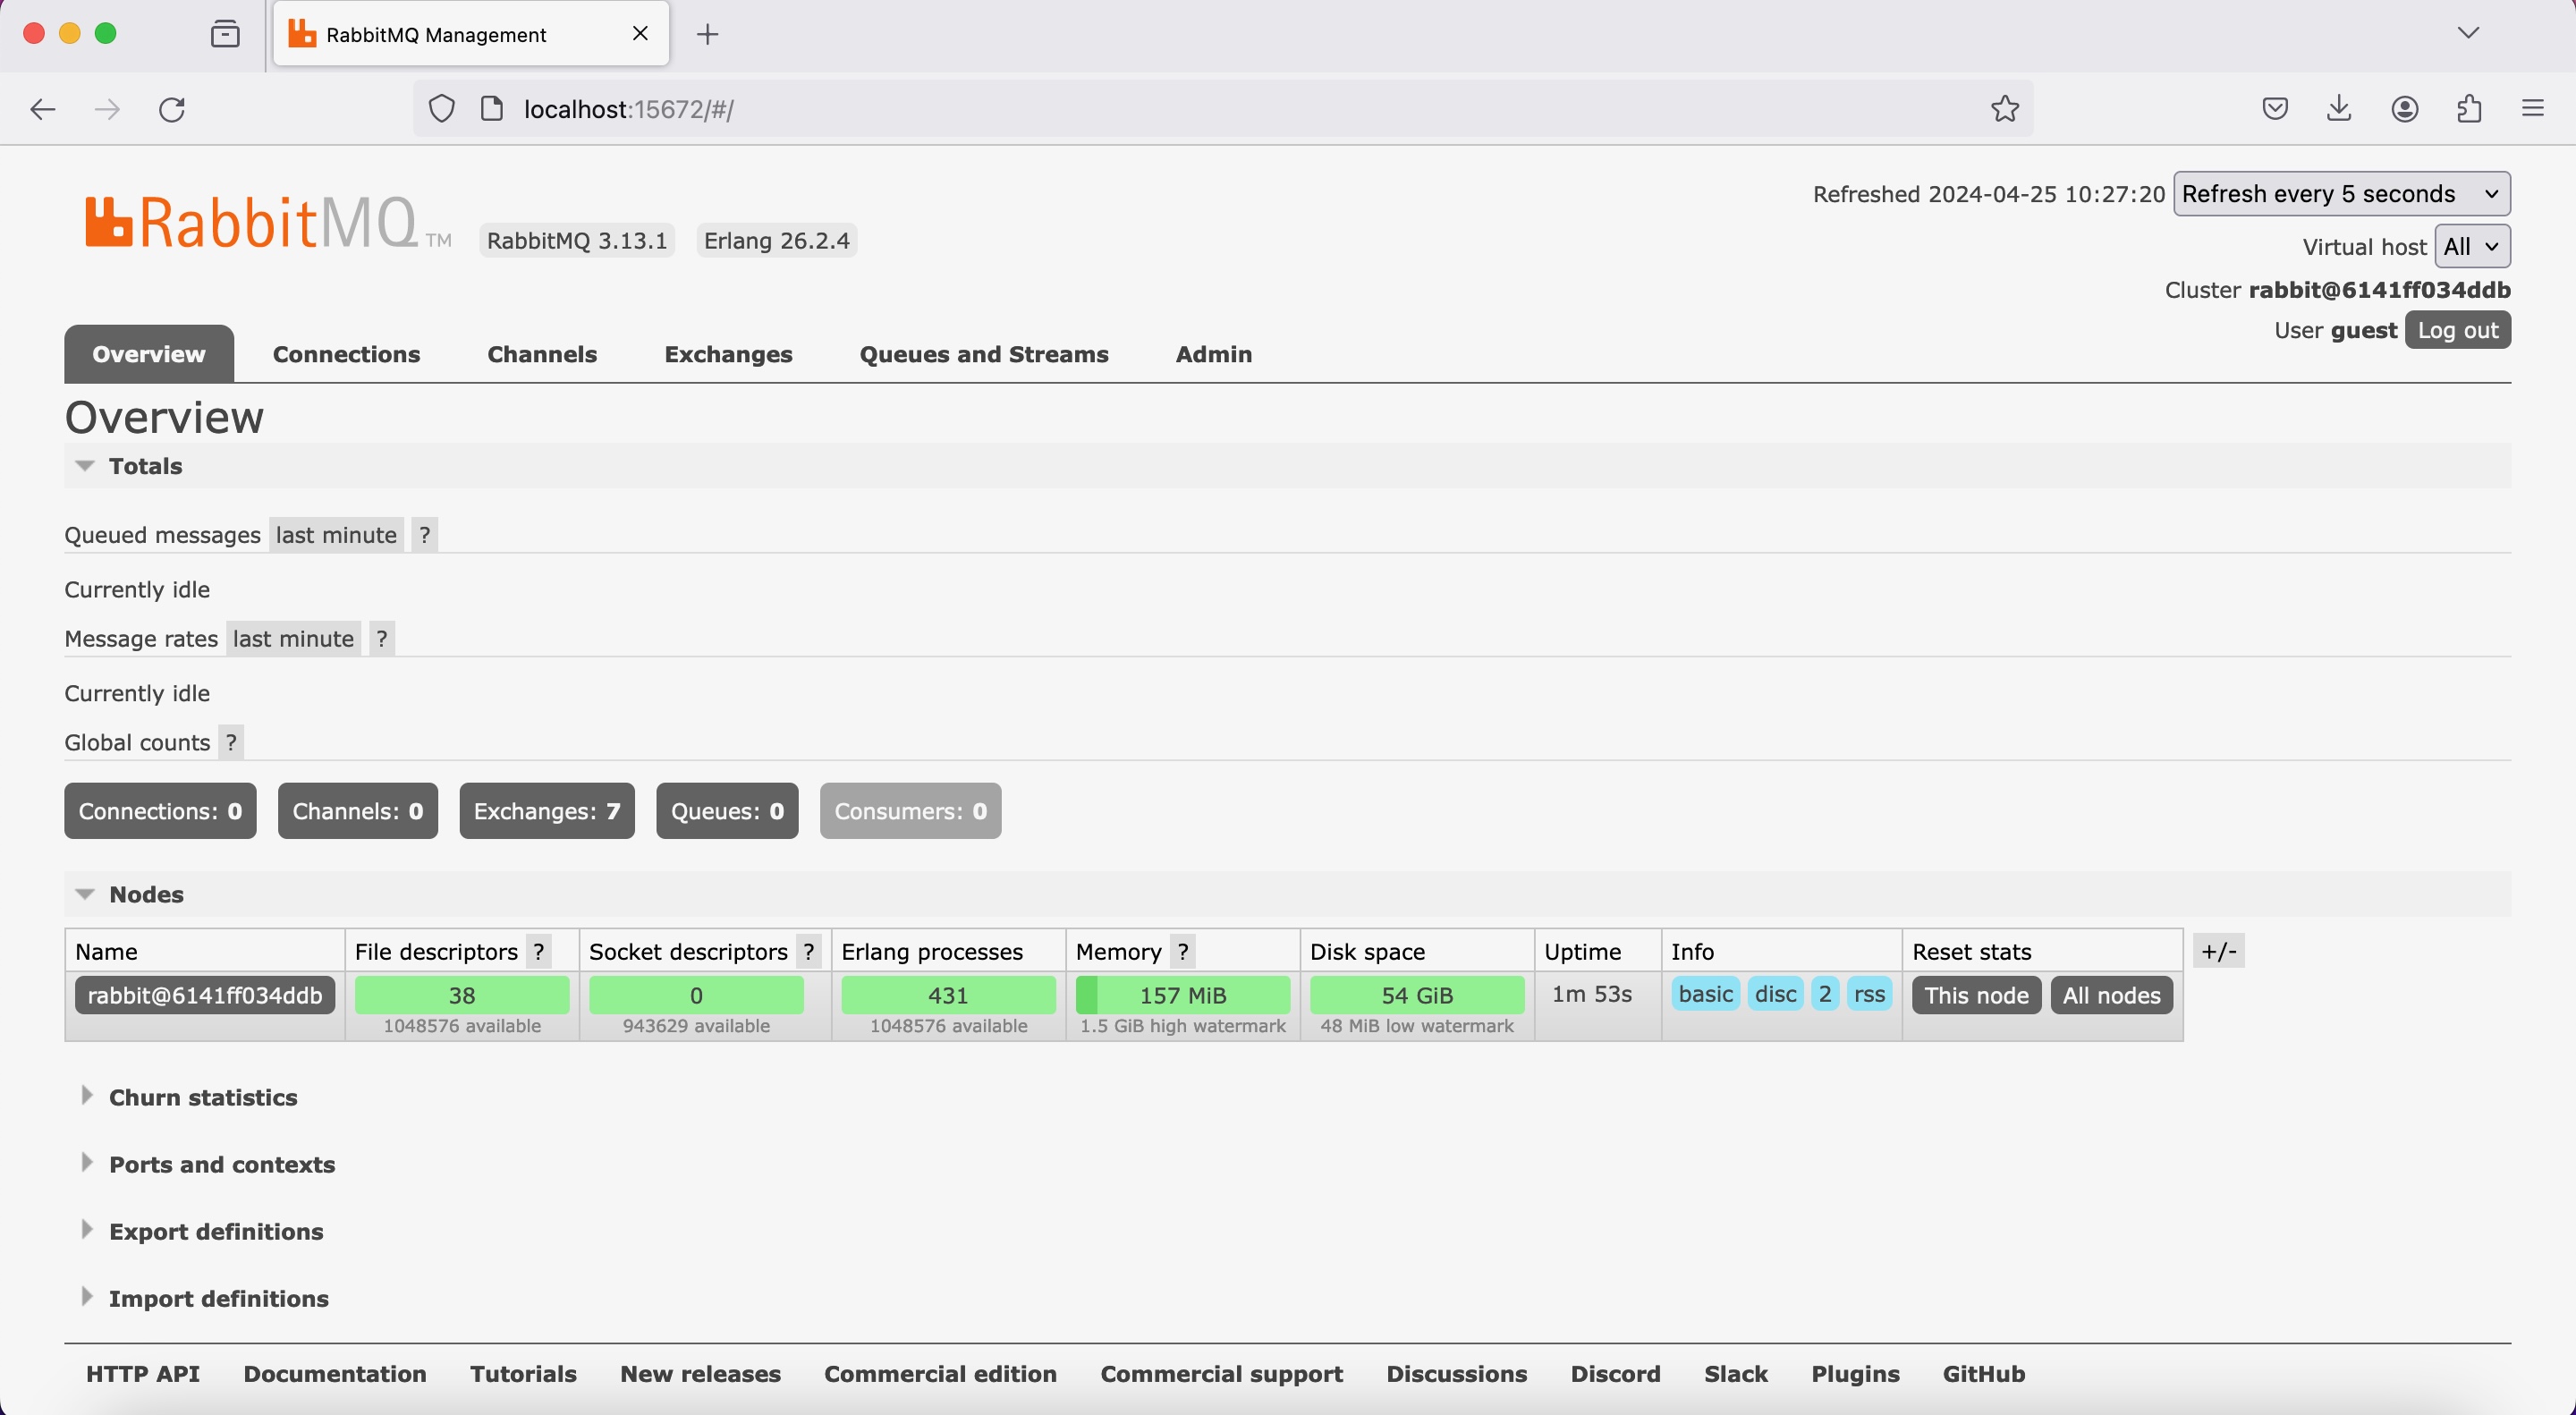 RabbitMQ Management
localhost:15672/#/
Refreshed 2024-04-25 10:27:20 Refresh every 5 seconds
RabbitMQ TM RabbitMQ 3.13.1 Erlang 26.2.4
Virtual host All
Cluster rabbit@6141ff034ddb
User guest Log out
Overview Connections Channels Exchanges Queues and Streams Admin
Overview
Totals
Queued messages last minute ?
Currently idle
Message rates last minute ?
Currently idle
Global counts ?
Connections: 0 Channels: 0 Exchanges: 7 Queues: 0 Consumers: 0
Nodes
Name File descriptors ? Socket descriptors ? Erlang processes Memory ? Disk space Uptime Info Reset stats +/-
rabbit@6141ff034ddb 38 0 431 157 MiB 54 GiB 1m 53s basic disc 2 rss This node All nodes
1048576 available 943629 available 1048576 available 1.5 GiB high watermark 48 MiB low watermark
Churn statistics
Ports and contexts
Export definitions
Import definitions
HTTP API Documentation Tutorials New releases Commercial edition Commercial support Discussions Discord Slack Plugins GitHub